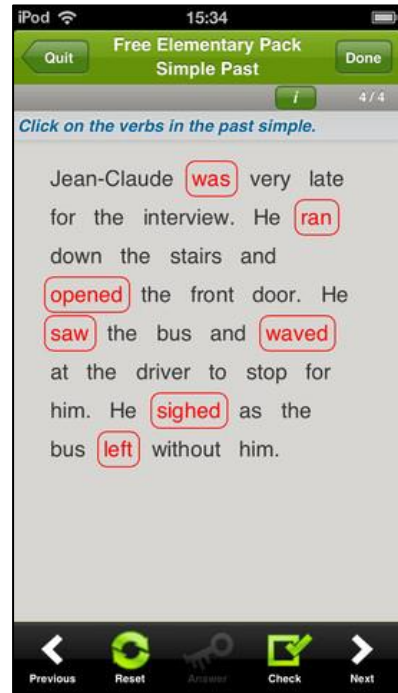 iPod 15:34
Quit Free Elementary Pack Done
Simple Past
i 4/4
Click on the verbs in the past simple.
Jean-Claude was very late
for the interview. He ran
down the stairs and
opened the front door. He
saw the bus and waved
at the driver to stop for
him. He sighed as the
bus left without him.
Previous Reset Answer Check Next